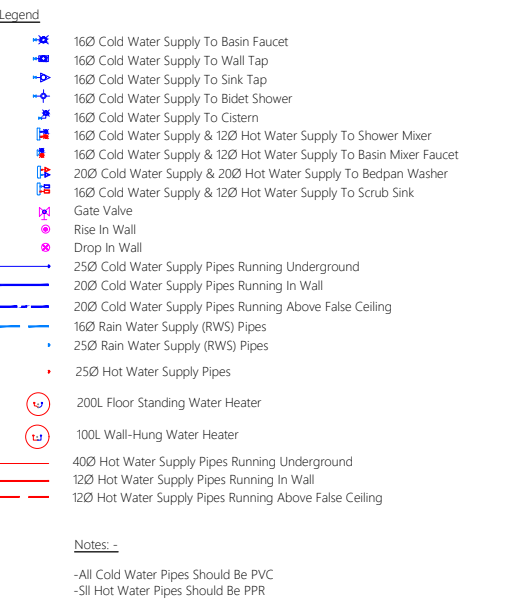 Legend
16Ø Cold Water Supply To Basin Faucet
16Ø Cold Water Supply To Wall Tap
16Ø Cold Water Supply To Sink Tap
16Ø Cold Water Supply To Bidet Shower
16Ø Cold Water Supply To Cistern
16Ø Cold Water Supply & 12Ø Hot Water Supply To Shower Mixer
16Ø Cold Water Supply & 12Ø Hot Water Supply To Basin Mixer Faucet
20Ø Cold Water Supply & 20Ø Hot Water Supply To Bedpan Washer
16Ø Cold Water Supply & 12Ø Hot Water Supply To Scrub Sink
Gate Valve
Rise In Wall
Drop In Wall
25Ø Cold Water Supply Pipes Running Underground
20Ø Cold Water Supply Pipes Running In Wall
20Ø Cold Water Supply Pipes Running Above False Ceiling
16Ø Rain Water Supply (RWS) Pipes
25Ø Rain Water Supply (RWS) Pipes
25Ø Hot Water Supply Pipes
200L Floor Standing Water Heater
100L Wall-Hung Water Heater
40Ø Hot Water Supply Pipes Running Underground
12Ø Hot Water Supply Pipes Running In Wall
12Ø Hot Water Supply Pipes Running Above False Ceiling
Notes: -
-All Cold Water Pipes Should Be PVC
-Sll Hot Water Pipes Should Be PPR